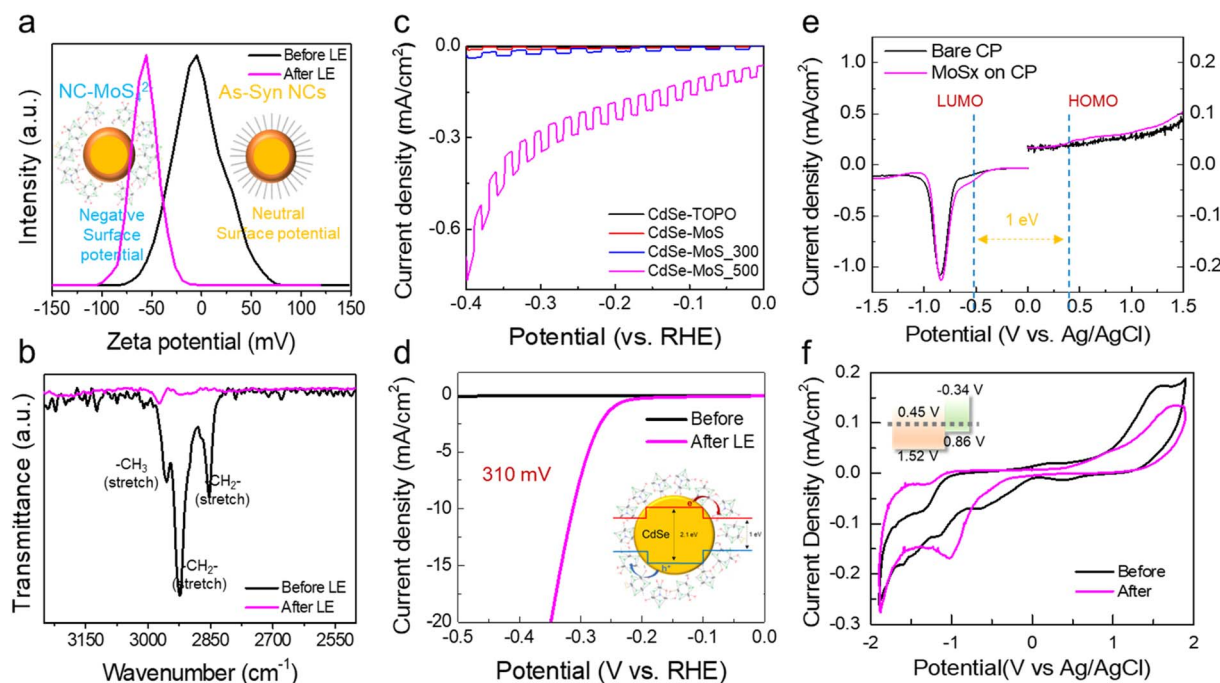 a
Before LE
After LE
NC-MoSx2-
As-Syn NCs
Negative
Surface
potential
Neutral
Surface potential
Intensity (a.u.)
-150 -100 -50 0 50 100 150
Zeta potential (mV)
b
-CH3
(stretch)
-CH2-
(stretch)
-CH2-
(stretch)
Before LE
After LE
Transmittance (a.u.)
3150 3000 2850 2700 2550
Wavenumber (cm-1)
c
0.0
-0.3
-0.6
CdSe-TOPO
CdSe-MoS
CdSe-MoS_300
CdSe-MoS_500
Current density (mA/cm2)
-0.4 -0.3 -0.2 -0.1 0.0
Potential (vs. RHE)
d
0
-5
-10
-15
-20
Before
After LE
310 mV
e-
CdSe
2.1 eV
1 eV
h+
Current density (mA/cm2)
-0.5 -0.4 -0.3 -0.2 -0.1 0.0
Potential (V vs. RHE)
e
Bare CP
MoSx on CP
LUMO
HOMO
1 eV
1.0
0.5
0.0
-0.5
-1.0
0.2
0.1
0.0
-0.1
-0.2
Current density (mA/cm2)
-1.5 -1.0 -0.5 0.0 0.5 1.0 1.5
Potential (V vs. Ag/AgCl)
f
0.2
0.1
0.0
-0.1
-0.2
-0.3
-0.34 V
0.45 V
0.86 V
1.52 V
Before
After
Current Density (mA/cm2)
-2 -1 0 1 2
Potential(V vs Ag/AgCl)